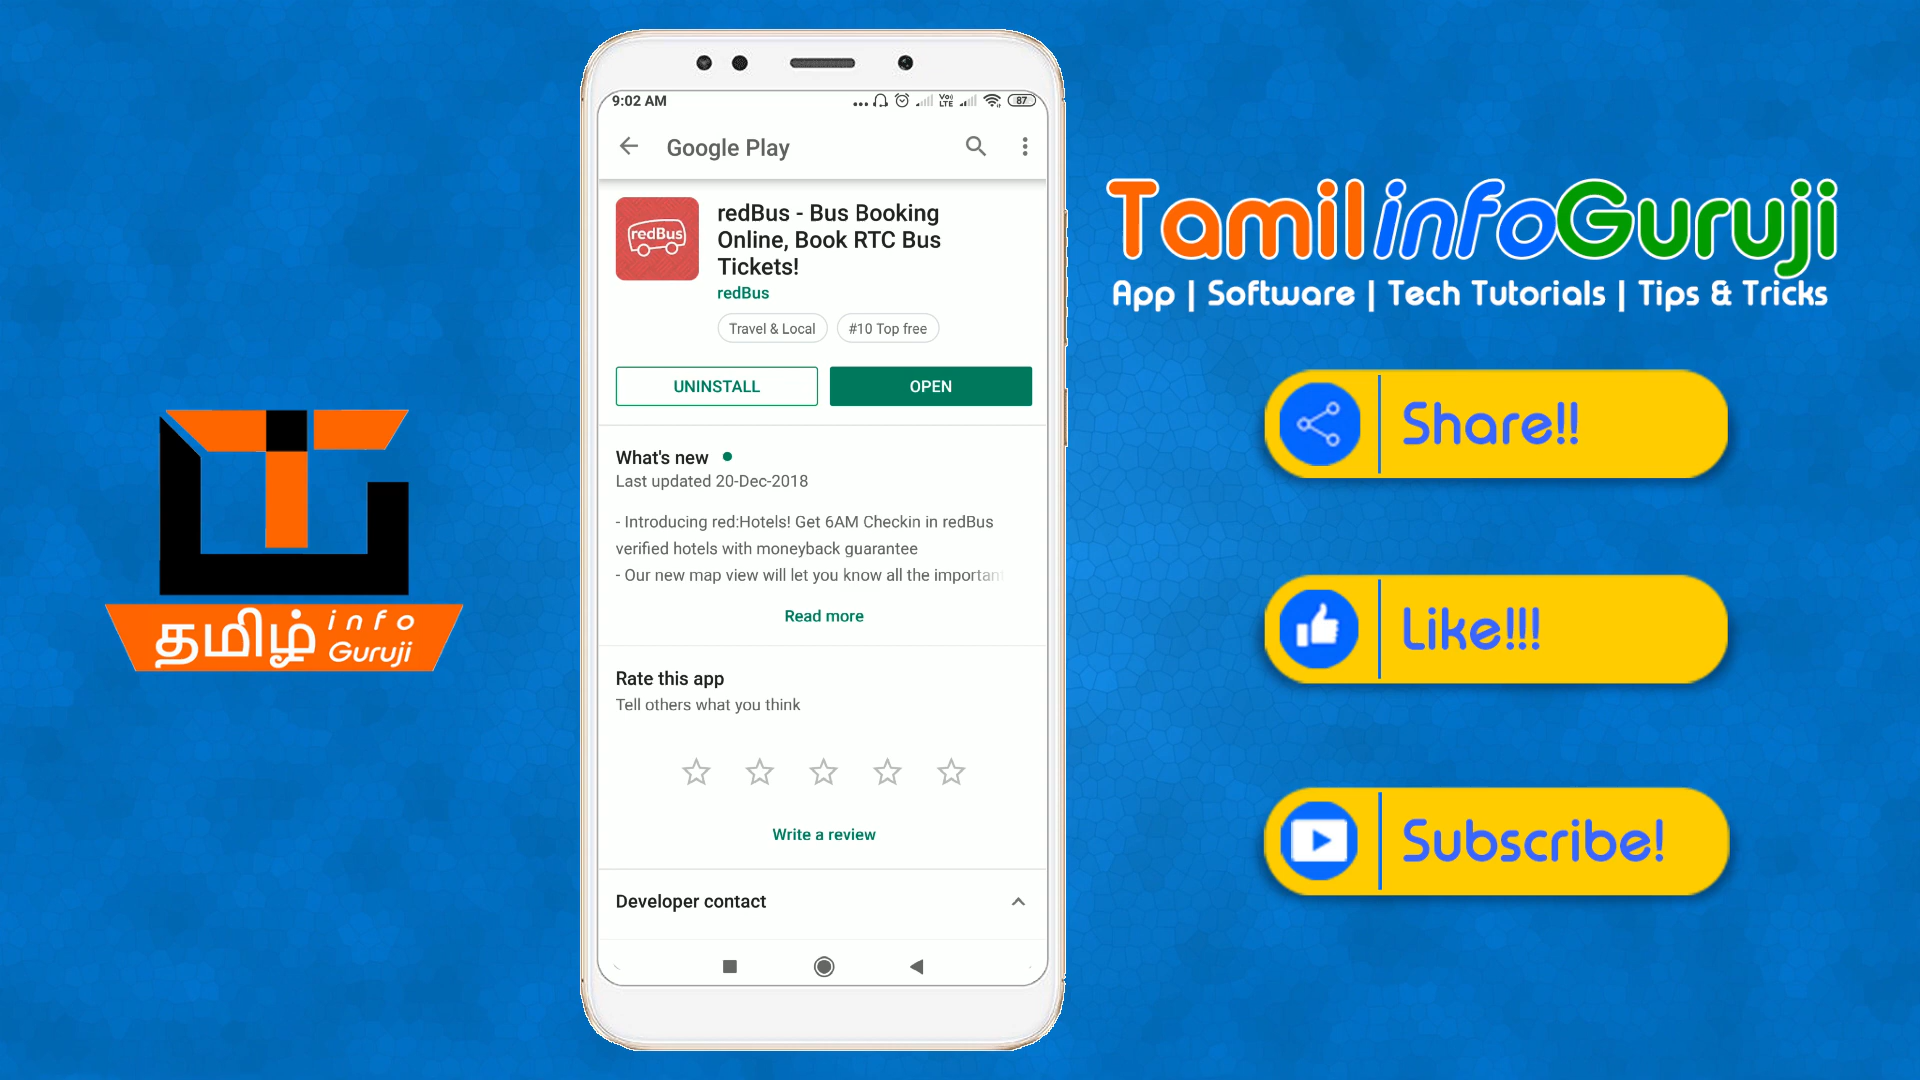 தமிழ் info
Guruji
9:02 AM
Vo)) LTE
87
Google Play
redBus
redBus - Bus Booking
Online, Book RTC Bus
Tickets!
redBus
Travel & Local
#10 Top free
UNINSTALL
OPEN
What's new
Last updated 20-Dec-2018
- Introducing red:Hotels! Get 6AM Checkin in redBus
verified hotels with moneyback guarantee
- Our new map view will let you know all the important
Read more
Rate this app
Tell others what you think
Write a review
Developer contact
TamilinfoGuruji
App | Software | Tech Tutorials | Tips & Tricks
Share!!
Like!!!
Subscribe!